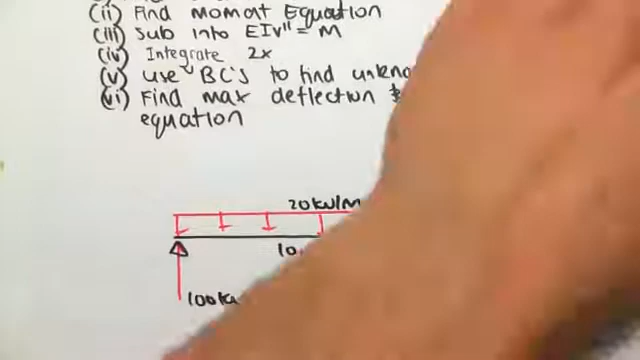 (ii) Find Moment Equation
(iii) Sub into EIv" = M
(iv) Integrate 2x
(v) use BC's to find
(vi) Find max deflection &
equation
20kN/M
10
100kN